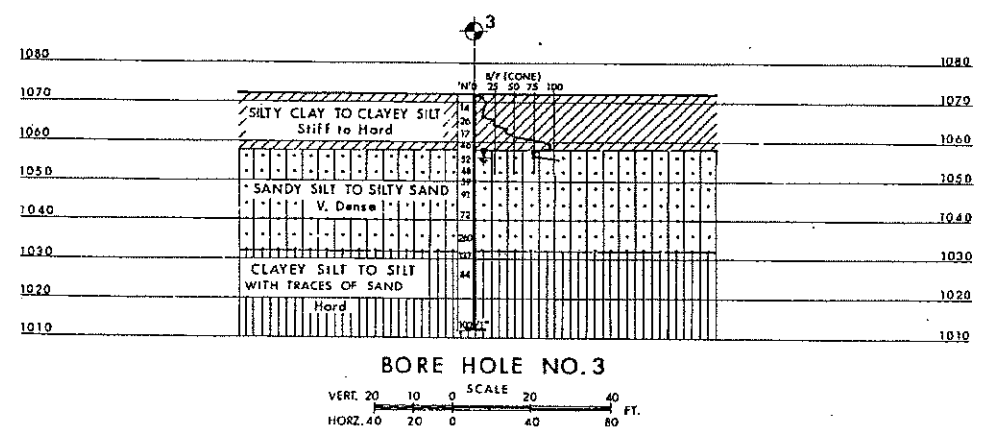 3
1080 1080
B/F (CONE)
'N' 0 25 50 75 100
1070 1070
14
SILTY CLAY TO CLAYEY SILT
26
Stiff to Hard
17
1060 1060
46
52
48
1050 1050
59
SANDY SILT TO SILTY SAND
92
V. Dense
1040 72 1040
260
1030 137 1030
CLAYEY SILT TO SILT
44
WITH TRACES OF SAND
1020 1020
Hard
1010 1010
BORE HOLE NO. 3
SCALE
VERT. 20 10 0 20 40
FT.
HORZ. 40 20 0 40 80